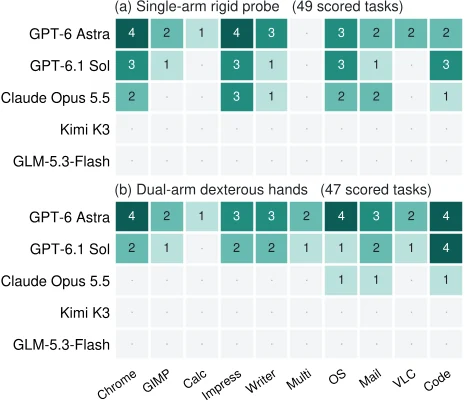 (a) Single-arm rigid probe (49 scored tasks)
GPT-6 Astra 4 2 1 4 3 · 3 2 2 2
GPT-6.1 Sol 3 1 · 3 1 · 3 1 · 3
Claude Opus 5.5 2 · · 3 1 · 2 2 · 1
Kimi K3 · · · · · · · · · ·
GLM-5.3-Flash · · · · · · · · · ·
(b) Dual-arm dexterous hands (47 scored tasks)
GPT-6 Astra 4 2 1 3 3 2 4 3 2 4
GPT-6.1 Sol 2 1 · 2 2 1 1 2 1 4
Claude Opus 5.5 · · · · · · 1 1 · 1
Kimi K3 · · · · · · · · · ·
GLM-5.3-Flash · · · · · · · · · ·
Chrome GIMP Calc Impress Writer Multi OS Mail VLC Code